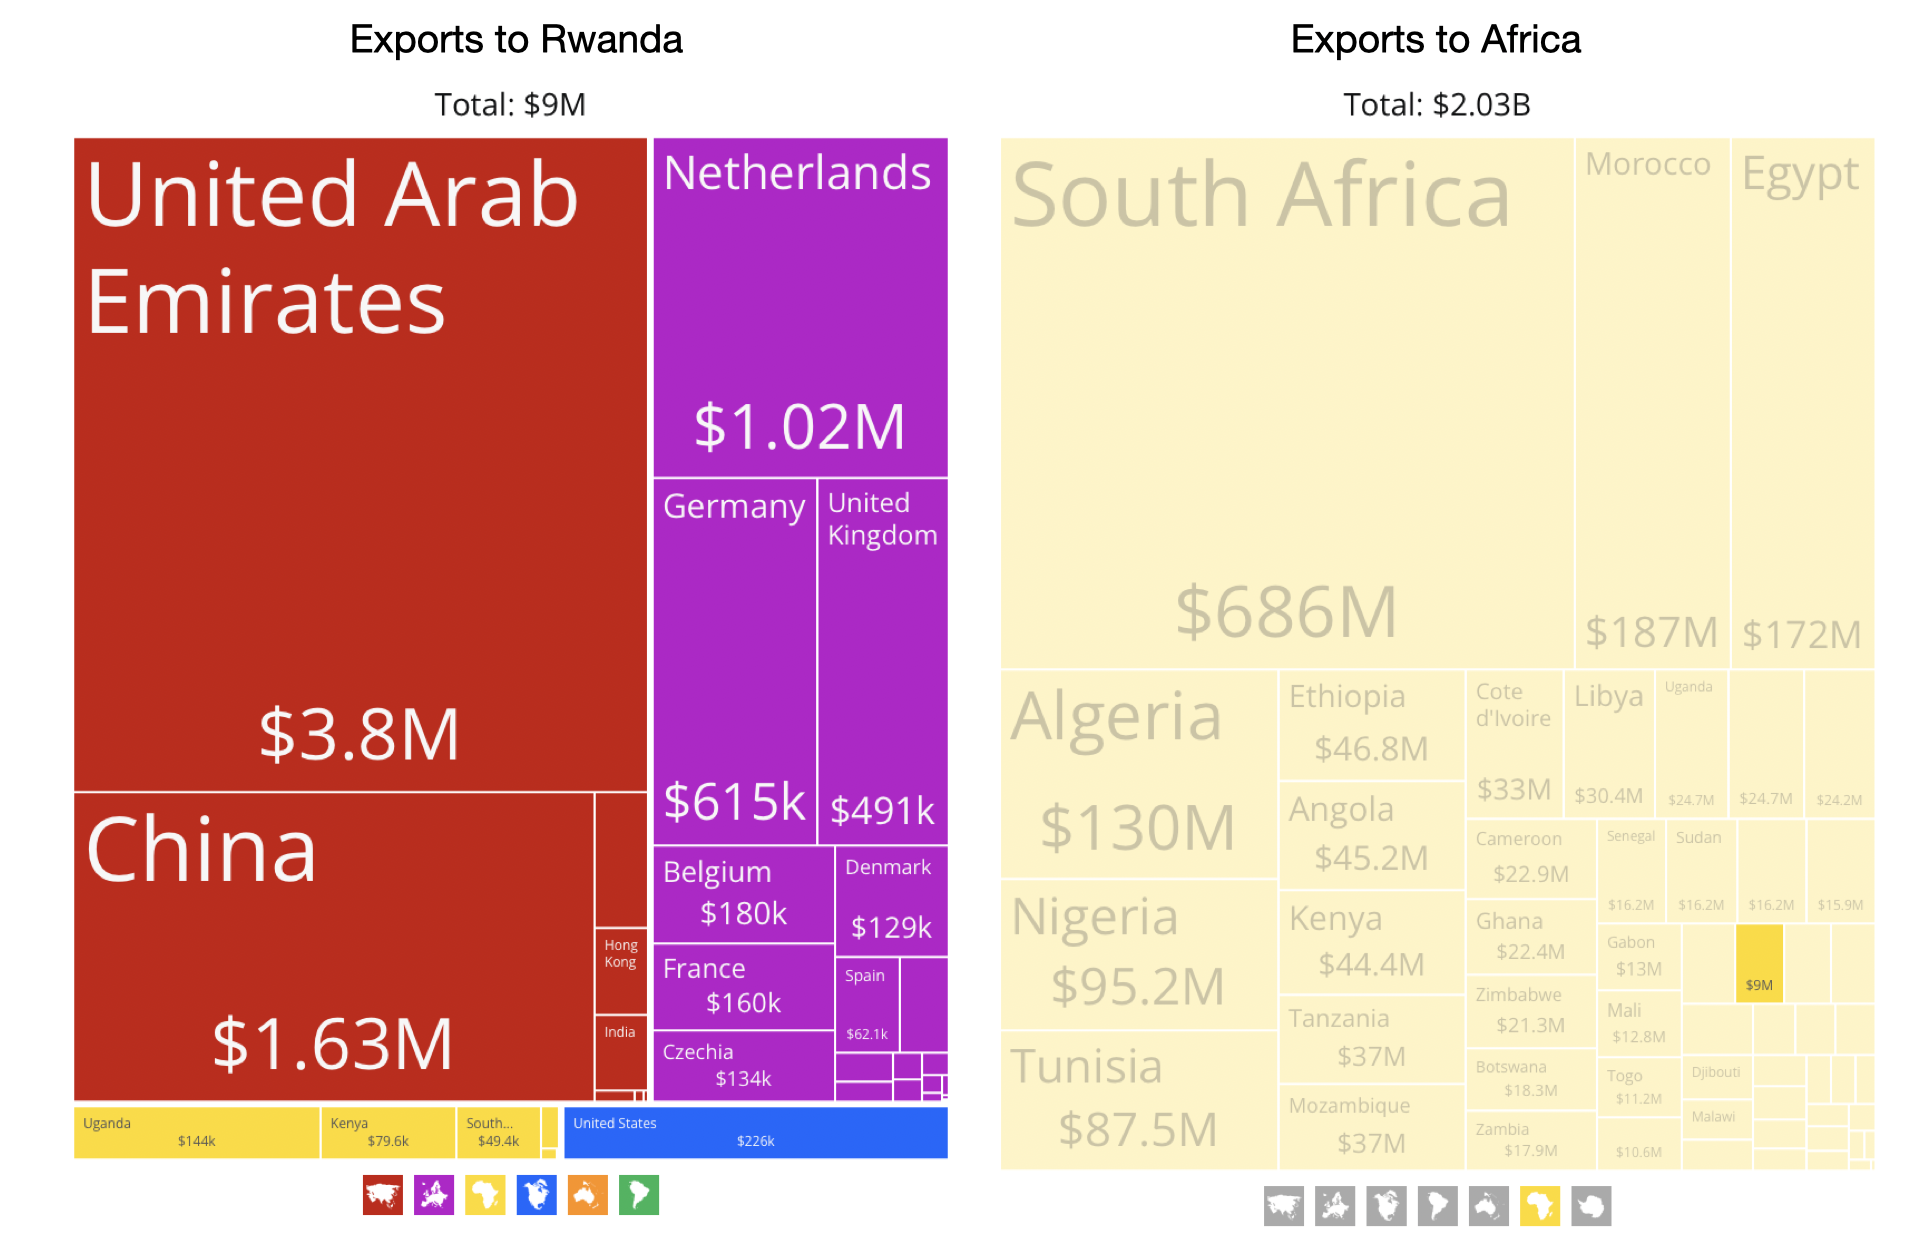 Exports to Rwanda
Total: $9M
United Arab
Emirates
$3.8M
China
$1.63M
Hong
Kong
India
Netherlands
$1.02M
Germany
$615k
United
Kingdom
$491k
Belgium
$180k
Denmark
$129k
France
$160k
Spain
$62.1k
Czechia
$134k
Uganda
$144k
Kenya
$79.6k
South...
$49.4k
United States
$226k
Exports to Africa
Total: $2.03B
South Africa
$686M
Morocco
$187M
Egypt
$172M
Algeria
$130M
Nigeria
$95.2M
Tunisia
$87.5M
Ethiopia
$46.8M
Angola
$45.2M
Kenya
$44.4M
Tanzania
$37M
Mozambique
$37M
Cote
d'Ivoire
$33M
Libya
$30.4M
Uganda
$24.7M
$24.7M
$24.2M
Cameroon
$22.9M
Ghana
$22.4M
Zimbabwe
$21.3M
Botswana
$18.3M
Zambia
$17.9M
Senegal
$16.2M
Sudan
$16.2M
$16.2M
$15.9M
Gabon
$13M
$9M
Mali
$12.8M
Togo
$11.2M
$10.6M
Djibouti
Malawi